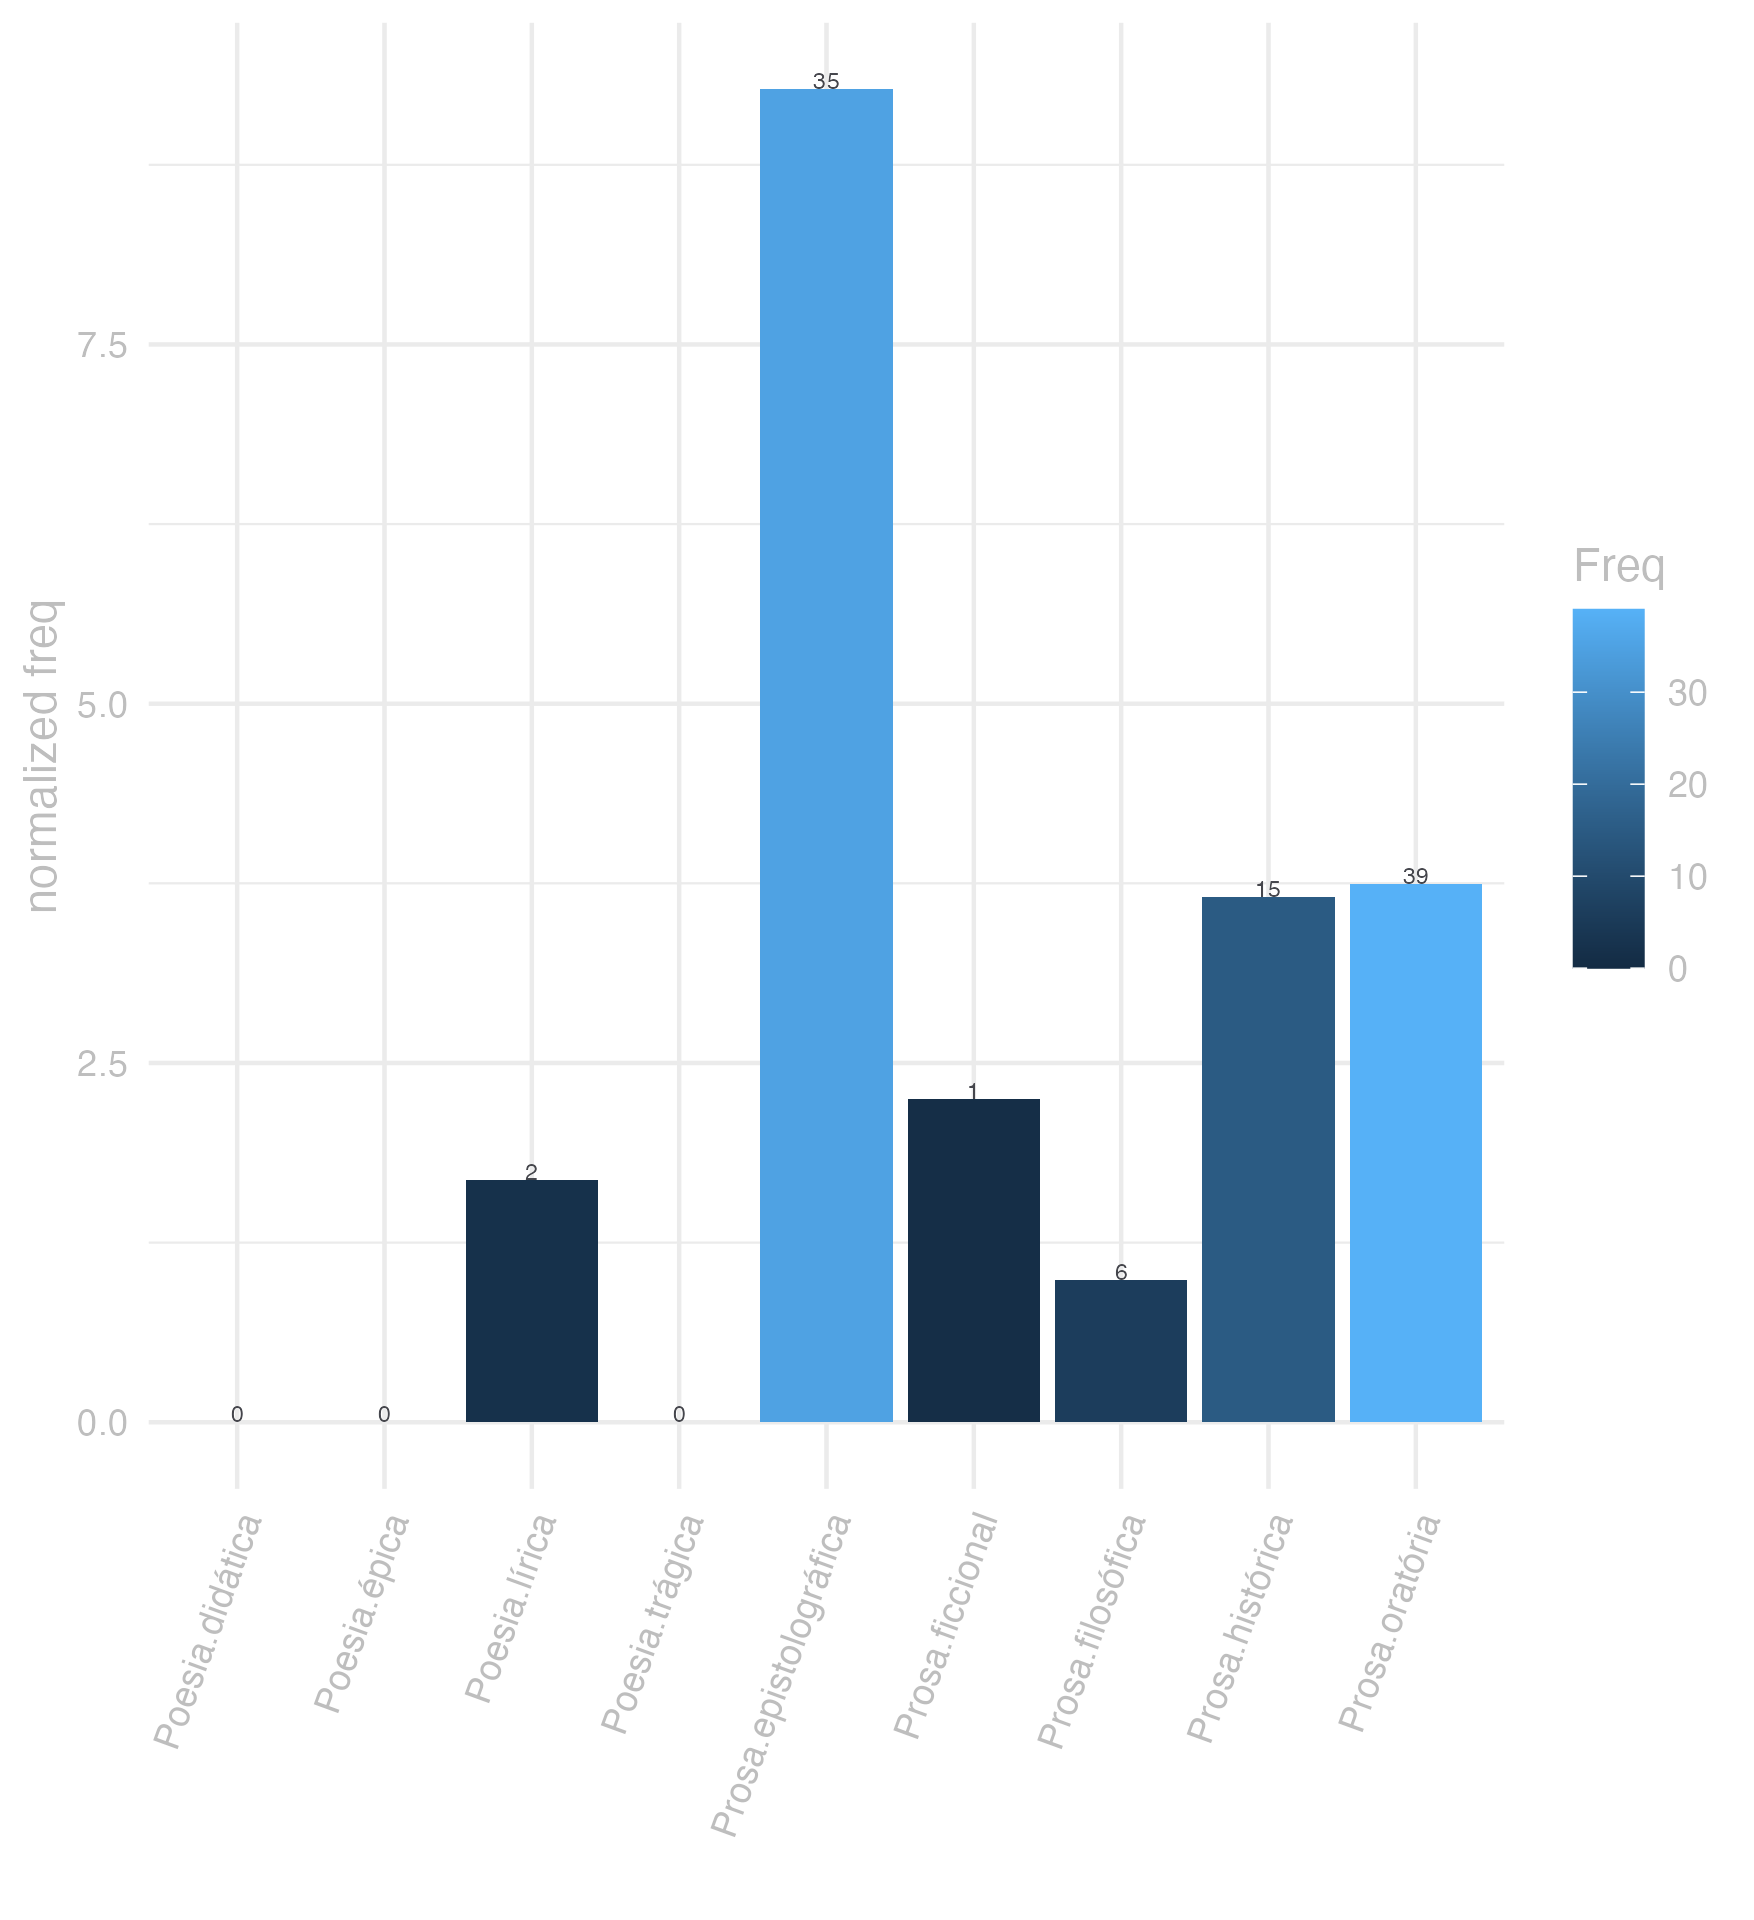 normalized freq
7.5
5.0
2.5
0.0
0
0
2
0
35
1
6
15
39
Poesia.didática
Poesia.épica
Poesia.lírica
Poesia.trágica
Prosa.epistolográfica
Prosa.ficcional
Prosa.filosófica
Prosa.histórica
Prosa.oratória
Freq
30
20
10
0